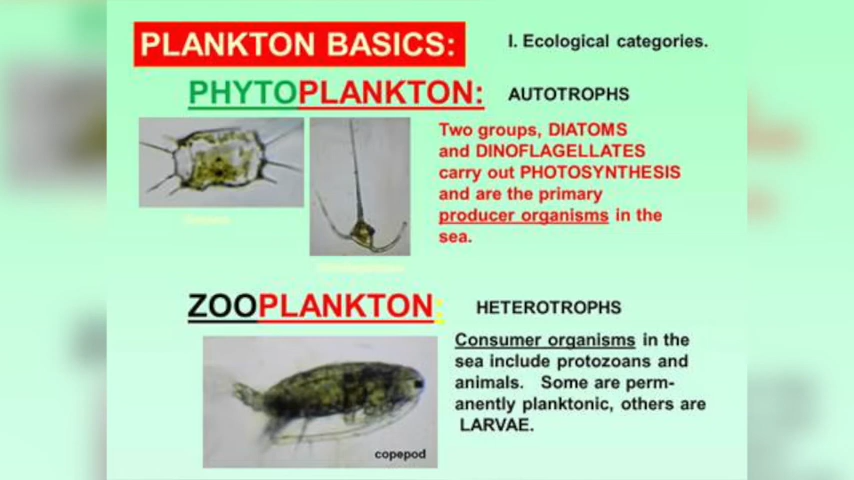 PLANKTON BASICS:
I. Ecological categories.
PHYTOPLANKTON:
AUTOTROPHS
Two groups, DIATOMS
and DINOFLAGELLATES
carry out PHOTOSYNTHESIS
and are the primary
producer organisms in the
sea.
ZOOPLANKTON:
HETEROTROPHS
Consumer organisms in the
sea include protozoans and
animals. Some are perm-
anently planktonic, others are
LARVAE.
copepod